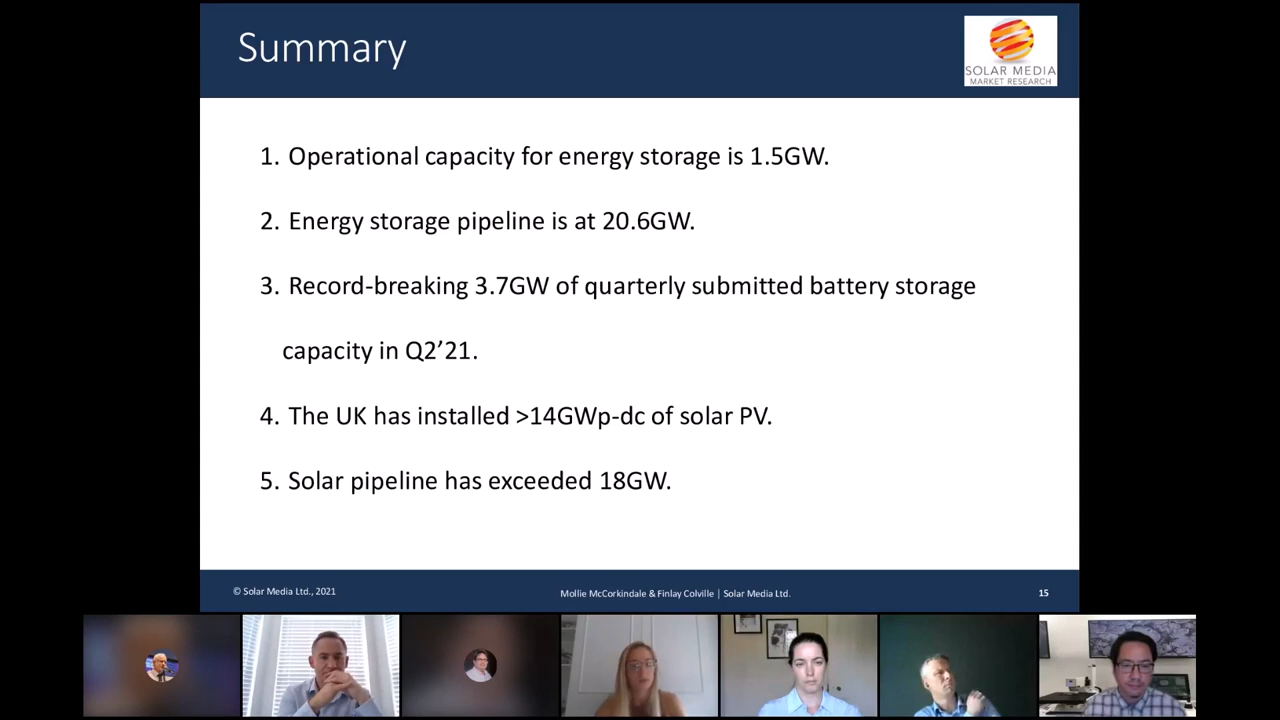 Summary
SOLAR MEDIA
MARKET RESEARCH
1. Operational capacity for energy storage is 1.5GW.
2. Energy storage pipeline is at 20.6GW.
3. Record-breaking 3.7GW of quarterly submitted battery storage
capacity in Q2’21.
4. The UK has installed >14GWp-dc of solar PV.
5. Solar pipeline has exceeded 18GW.
© Solar Media Ltd., 2021
Mollie McCorkindale & Finlay Colville | Solar Media Ltd.
15